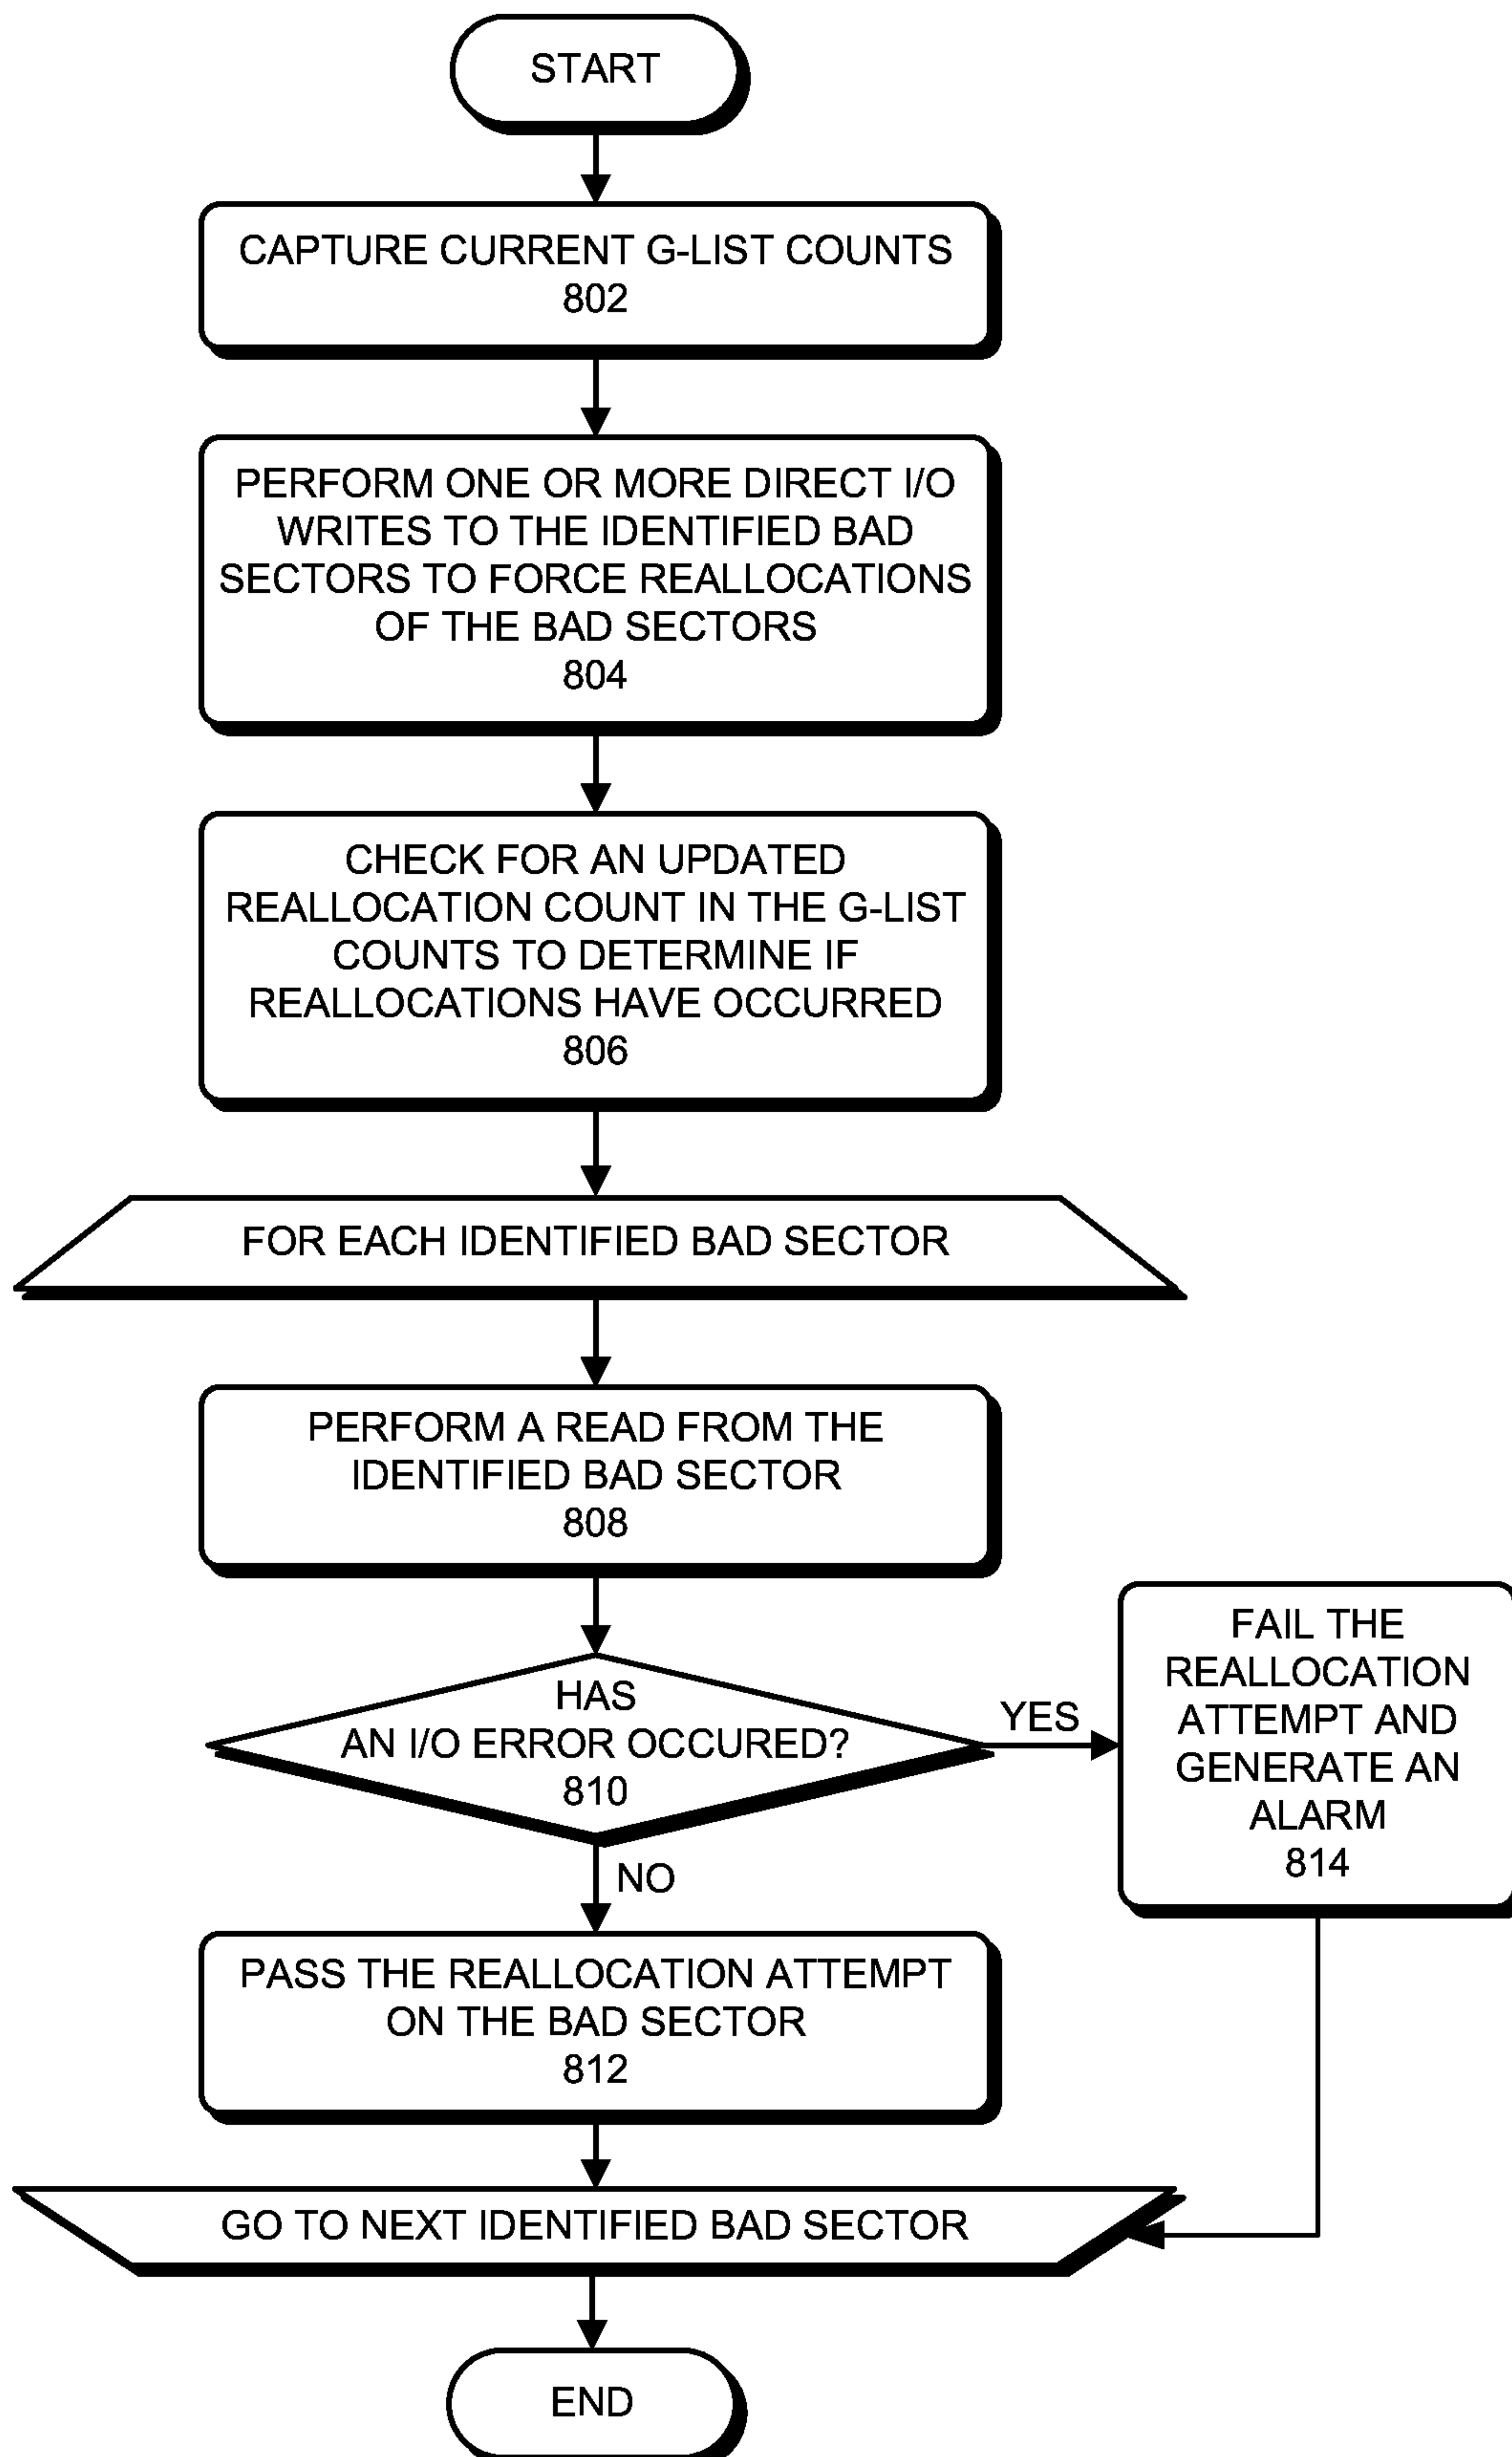 START
CAPTURE CURRENT G-LIST COUNTS
802
PERFORM ONE OR MORE DIRECT I/O
WRITES TO THE IDENTIFIED BAD
SECTORS TO FORCE REALLOCATIONS
OF THE BAD SECTORS
804
CHECK FOR AN UPDATED
REALLOCATION COUNT IN THE G-LIST
COUNTS TO DETERMINE IF
REALLOCATIONS HAVE OCCURRED
806
FOR EACH IDENTIFIED BAD SECTOR
PERFORM A READ FROM THE
IDENTIFIED BAD SECTOR
808
HAS
AN I/O ERROR OCCURED?
810
YES
FAIL THE
REALLOCATION
ATTEMPT AND
GENERATE AN
ALARM
814
NO
PASS THE REALLOCATION ATTEMPT
ON THE BAD SECTOR
812
GO TO NEXT IDENTIFIED BAD SECTOR
END